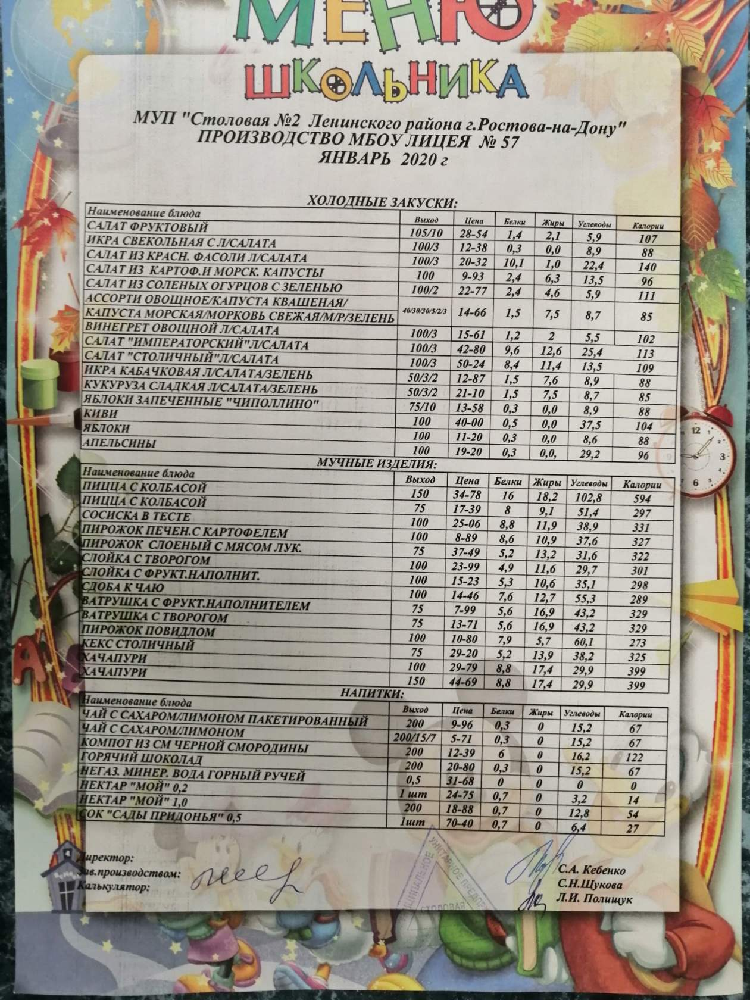 МЕНЮ
ШКОЛЬНИКА
МУП "Столовая №2 Ленинского района г.Ростова-на-Дону"
ПРОИЗВОДСТВО МБОУ ЛИЦЕЯ № 57
ЯНВАРЬ 2020 г
ХОЛОДНЫЕ ЗАКУСКИ:
Наименование блюда Выход Цена Белки Жиры Углеводы Калории
САЛАТ ФРУКТОВЫЙ 105/10 28-54 1,4 2,1 5,9 107
ИКРА СВЕКОЛЬНАЯ С Л/САЛАТА 100/3 12-38 0,3 0,0 8,9 88
САЛАТ ИЗ КРАСН. ФАСОЛИ Л/САЛАТА 100/3 20-32 10,1 1,0 22,4 140
САЛАТ ИЗ КАРТОФ.И МОРСК. КАПУСТЫ 100 9-93 2,4 6,3 13,5 96
САЛАТ ИЗ СОЛЕНЫХ ОГУРЦОВ С ЗЕЛЕНЬЮ 100/2 22-77 2,4 4,6 5,9 111
АССОРТИ ОВОЩНОЕ/КАПУСТА КВАШЕНАЯ/
КАПУСТА МОРСКАЯ/МОРКОВЬ СВЕЖАЯ/М/Р/ЗЕЛЕНЬ 40/30/30/5/2/3 14-66 1,5 7,5 8,7 85
ВИНЕГРЕТ ОВОЩНОЙ Л/САЛАТА 100/3 15-61 1,2 2 5,5 102
САЛАТ "ИМПЕРАТОРСКИЙ"Л/САЛАТА 100/3 42-80 9,6 12,6 25,4 113
САЛАТ "СТОЛИЧНЫЙ"Л/САЛАТА 100/3 50-24 8,4 11,4 13,5 109
ИКРА КАБАЧКОВАЯ Л/САЛАТА/ЗЕЛЕНЬ 50/3/2 12-87 1,5 7,6 8,9 88
КУКУРУЗА СЛАДКАЯ Л/САЛАТА/ЗЕЛЕНЬ 50/3/2 21-10 1,5 7,5 8,7 85
ЯБЛОКИ ЗАПЕЧЕННЫЕ "ЧИПОЛЛИНО" 75/10 13-58 0,3 0,0 8,9 88
КИВИ 100 40-00 0,5 0,0 37,5 104
ЯБЛОКИ 100 11-20 0,3 0,0 8,6 88
АПЕЛЬСИНЫ 100 19-20 0,3 0,0, 29,2 96
МУЧНЫЕ ИЗДЕЛИЯ:
Наименование блюда Выход Цена Белки Жиры Углеводы Калории
ПИЦЦА С КОЛБАСОЙ 150 34-78 16 18,2 102,8 594
ПИЦЦА С КОЛБАСОЙ 75 17-39 8 9,1 51,4 297
СОСИСКА В ТЕСТЕ 100 25-06 8,8 11,9 38,9 331
ПИРОЖОК ПЕЧЕН.С КАРТОФЕЛЕМ 100 8-89 8,6 10,9 37,6 327
ПИРОЖОК СЛОЕНЫЙ С МЯСОМ ЛУК. 75 37-49 5,2 13,2 31,6 322
СЛОЙКА С ТВОРОГОМ 100 23-99 4,9 11,6 29,7 301
СЛОЙКА С ФРУКТ.НАПОЛНИТ. 100 15-23 5,3 10,6 35,1 298
СДОБА К ЧАЮ 100 14-46 7,6 12,7 55,3 289
ВАТРУШКА С ФРУКТ.НАПОЛНИТЕЛЕМ 75 7-99 5,6 16,9 43,2 329
ВАТРУШКА С ТВОРОГОМ 75 13-71 5,6 16,9 43,2 329
ПИРОЖОК ПОВИДЛОМ 100 10-80 7,9 5,7 60,1 273
КЕКС СТОЛИЧНЫЙ 75 29-20 5,2 13,9 38,2 325
ХАЧАПУРИ 100 29-79 8,8 17,4 29,9 399
ХАЧАПУРИ 150 44-69 8,8 17,4 29,9 399
НАПИТКИ:
Наименование блюда Выход Цена Белки Жиры Углеводы Калории
ЧАЙ С САХАРОМ/ЛИМОНОМ ПАКЕТИРОВАННЫЙ 200 9-96 0,3 0 15,2 67
ЧАЙ С САХАРОМ/ЛИМОНОМ 200/15/7 5-71 0,3 0 15,2 67
КОМПОТ ИЗ СМ ЧЕРНОЙ СМОРОДИНЫ 200 12-39 6 0 16,2 122
ГОРЯЧИЙ ШОКОЛАД 200 20-80 0,3 0 15,2 67
НЕГАЗ. МИНЕР. ВОДА ГОРНЫЙ РУЧЕЙ 0,5 31-68 0 0 0 0
НЕКТАР "МОЙ" 0,2 1 шт 24-75 0,7 0 3,2 14
НЕКТАР "МОЙ" 1,0 200 18-88 0,7 0 12,8 54
СОК "САДЫ ПРИДОНЬЯ" 0,5 1шт 70-40 0,7 0 6,4 27
Директор: С.А. Кебенко
Зав.производством: С.Н.Щукова
Калькулятор: Л.И. Полищук
УНИТАРНОЕ
СТОЛОВАЯ
12
3
6
9